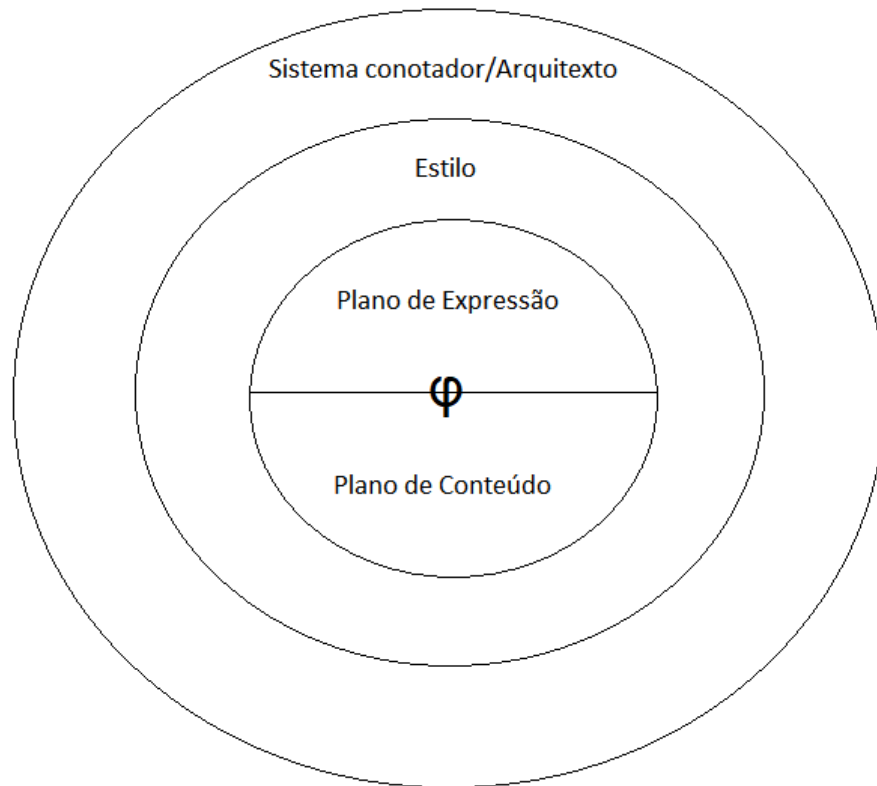 Sistema conotador/Arquitexto
Estilo
Plano de Expressão
φ
Plano de Conteúdo